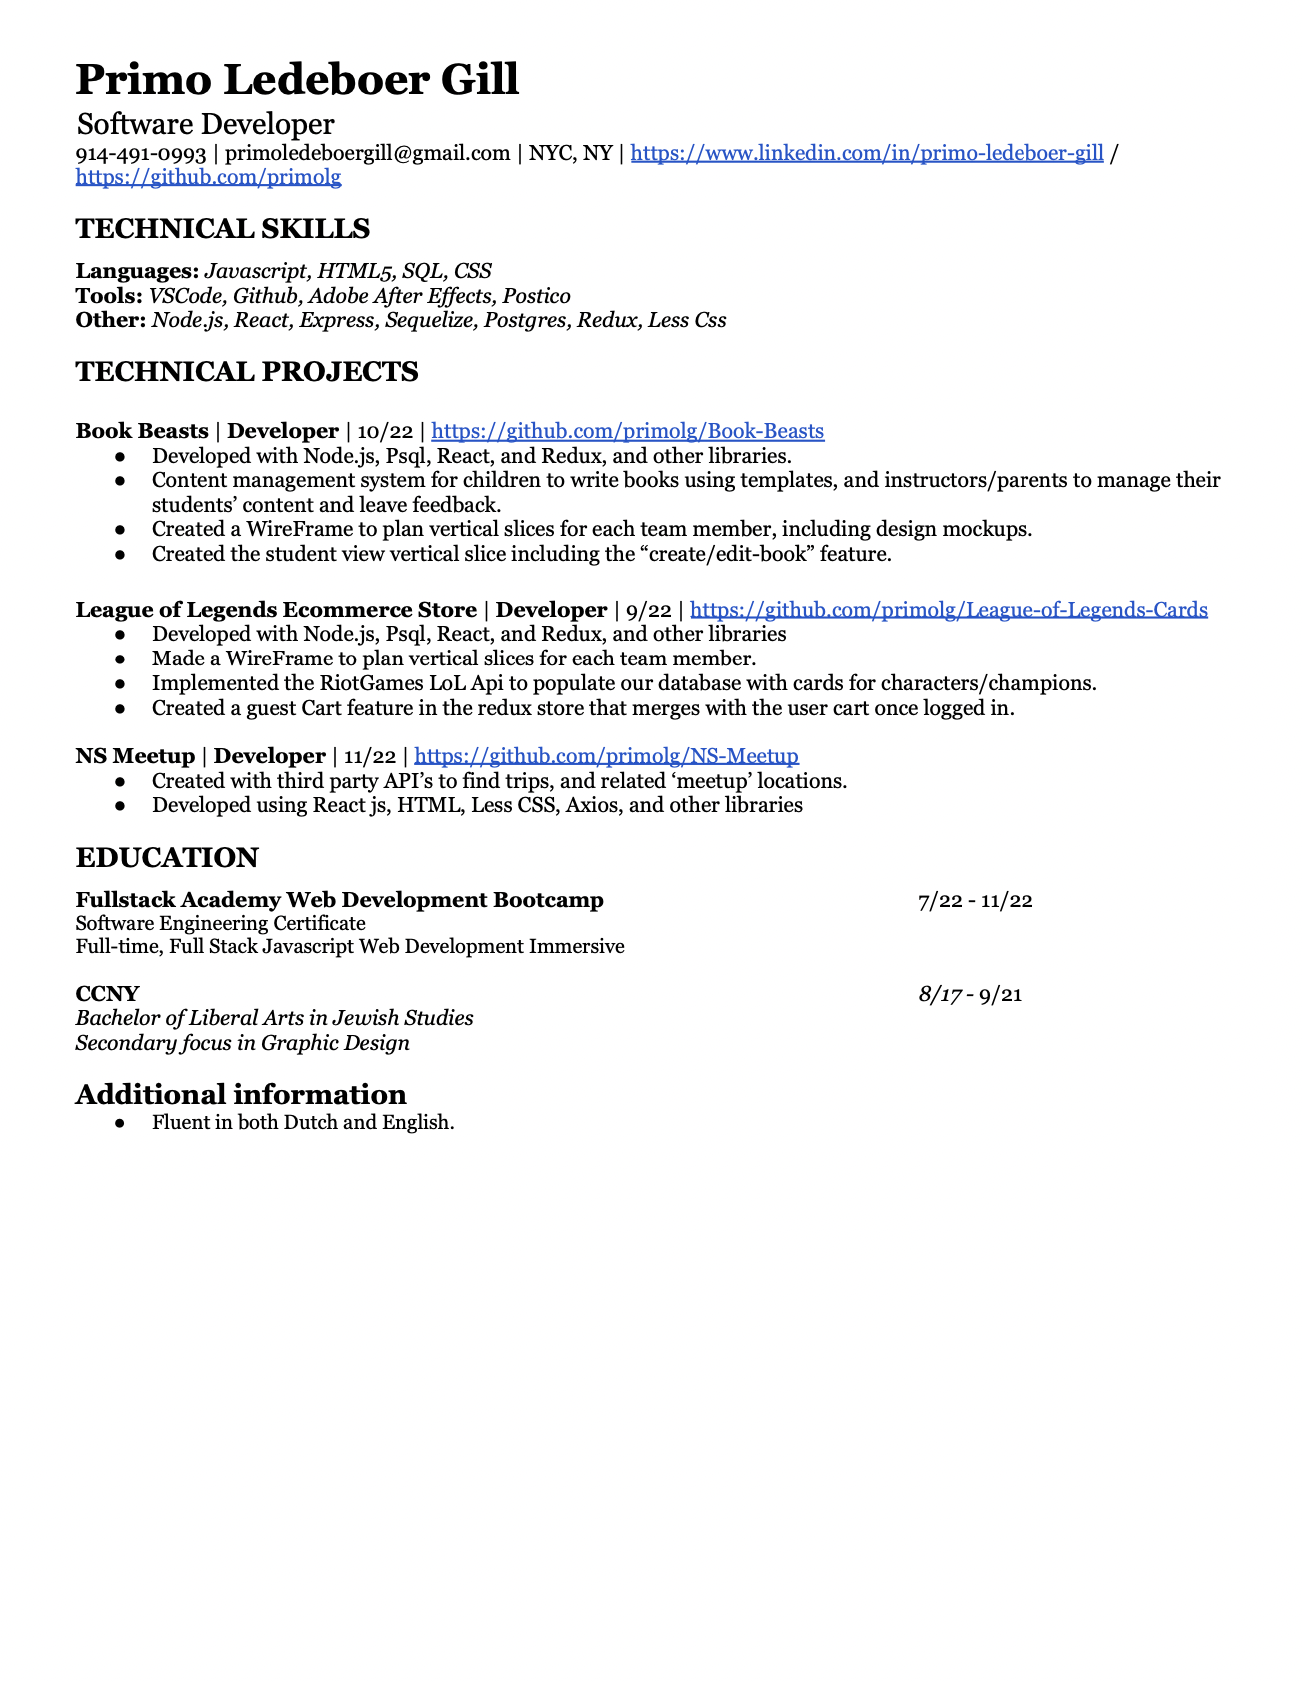 Primo Ledeboer Gill
Software Developer
914-491-0993 | primoledeboergill@gmail.com | NYC, NY | https://www.linkedin.com/in/primo-ledeboer-gill /
https://github.com/primolg
TECHNICAL SKILLS
Languages: Javascript, HTML5, SQL, CSS
Tools: VSCode, Github, Adobe After Effects, Postico
Other: Node.js, React, Express, Sequelize, Postgres, Redux, Less Css
TECHNICAL PROJECTS
Book Beasts | Developer | 10/22 | https://github.com/primolg/Book-Beasts
● Developed with Node.js, Psql, React, and Redux, and other libraries.
● Content management system for children to write books using templates, and instructors/parents to manage their
students’ content and leave feedback.
● Created a WireFrame to plan vertical slices for each team member, including design mockups.
● Created the student view vertical slice including the “create/edit-book” feature.
League of Legends Ecommerce Store | Developer | 9/22 | https://github.com/primolg/League-of-Legends-Cards
● Developed with Node.js, Psql, React, and Redux, and other libraries
● Made a WireFrame to plan vertical slices for each team member.
● Implemented the RiotGames LoL Api to populate our database with cards for characters/champions.
● Created a guest Cart feature in the redux store that merges with the user cart once logged in.
NS Meetup | Developer | 11/22 | https://github.com/primolg/NS-Meetup
● Created with third party API’s to find trips, and related ‘meetup’ locations.
● Developed using React js, HTML, Less CSS, Axios, and other libraries
EDUCATION
Fullstack Academy Web Development Bootcamp 7/22 - 11/22
Software Engineering Certificate
Full-time, Full Stack Javascript Web Development Immersive
CCNY 8/17 - 9/21
Bachelor of Liberal Arts in Jewish Studies
Secondary focus in Graphic Design
Additional information
● Fluent in both Dutch and English.